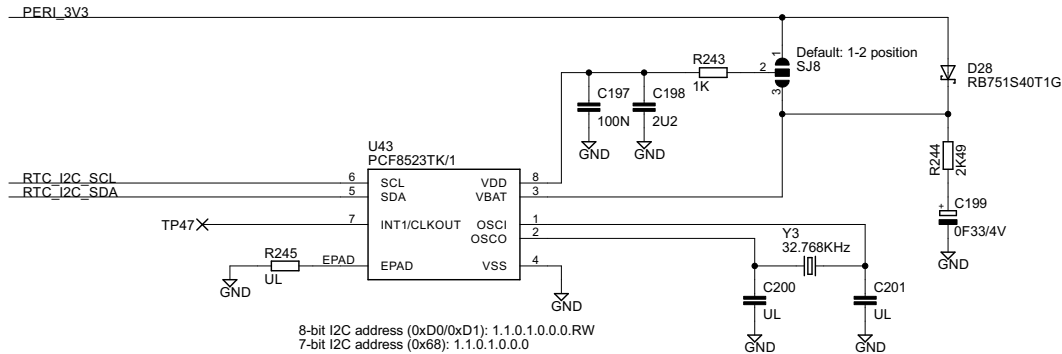 PERI_3V3
Default: 1-2 position
SJ8
1
2
3
R243
1K
D28
RB751S40T1G
C197
100N
C198
2U2
GND
GND
R244
2K49
U43
PCF8523TK/1
RTC_I2C_SCL
6
SCL
VDD
8
RTC_I2C_SDA
5
SDA
VBAT
3
+
C199
0F33/4V
TP47
7
INT1/CLKOUT
OSCI
1
OSCO
2
Y3
32.768KHz
R245
UL
EPAD
EPAD
VSS
4
GND
GND
GND
C200
UL
C201
UL
GND
GND
8-bit I2C address (0xD0/0xD1): 1.1.0.1.0.0.0.RW
7-bit I2C address (0x68): 1.1.0.1.0.0.0